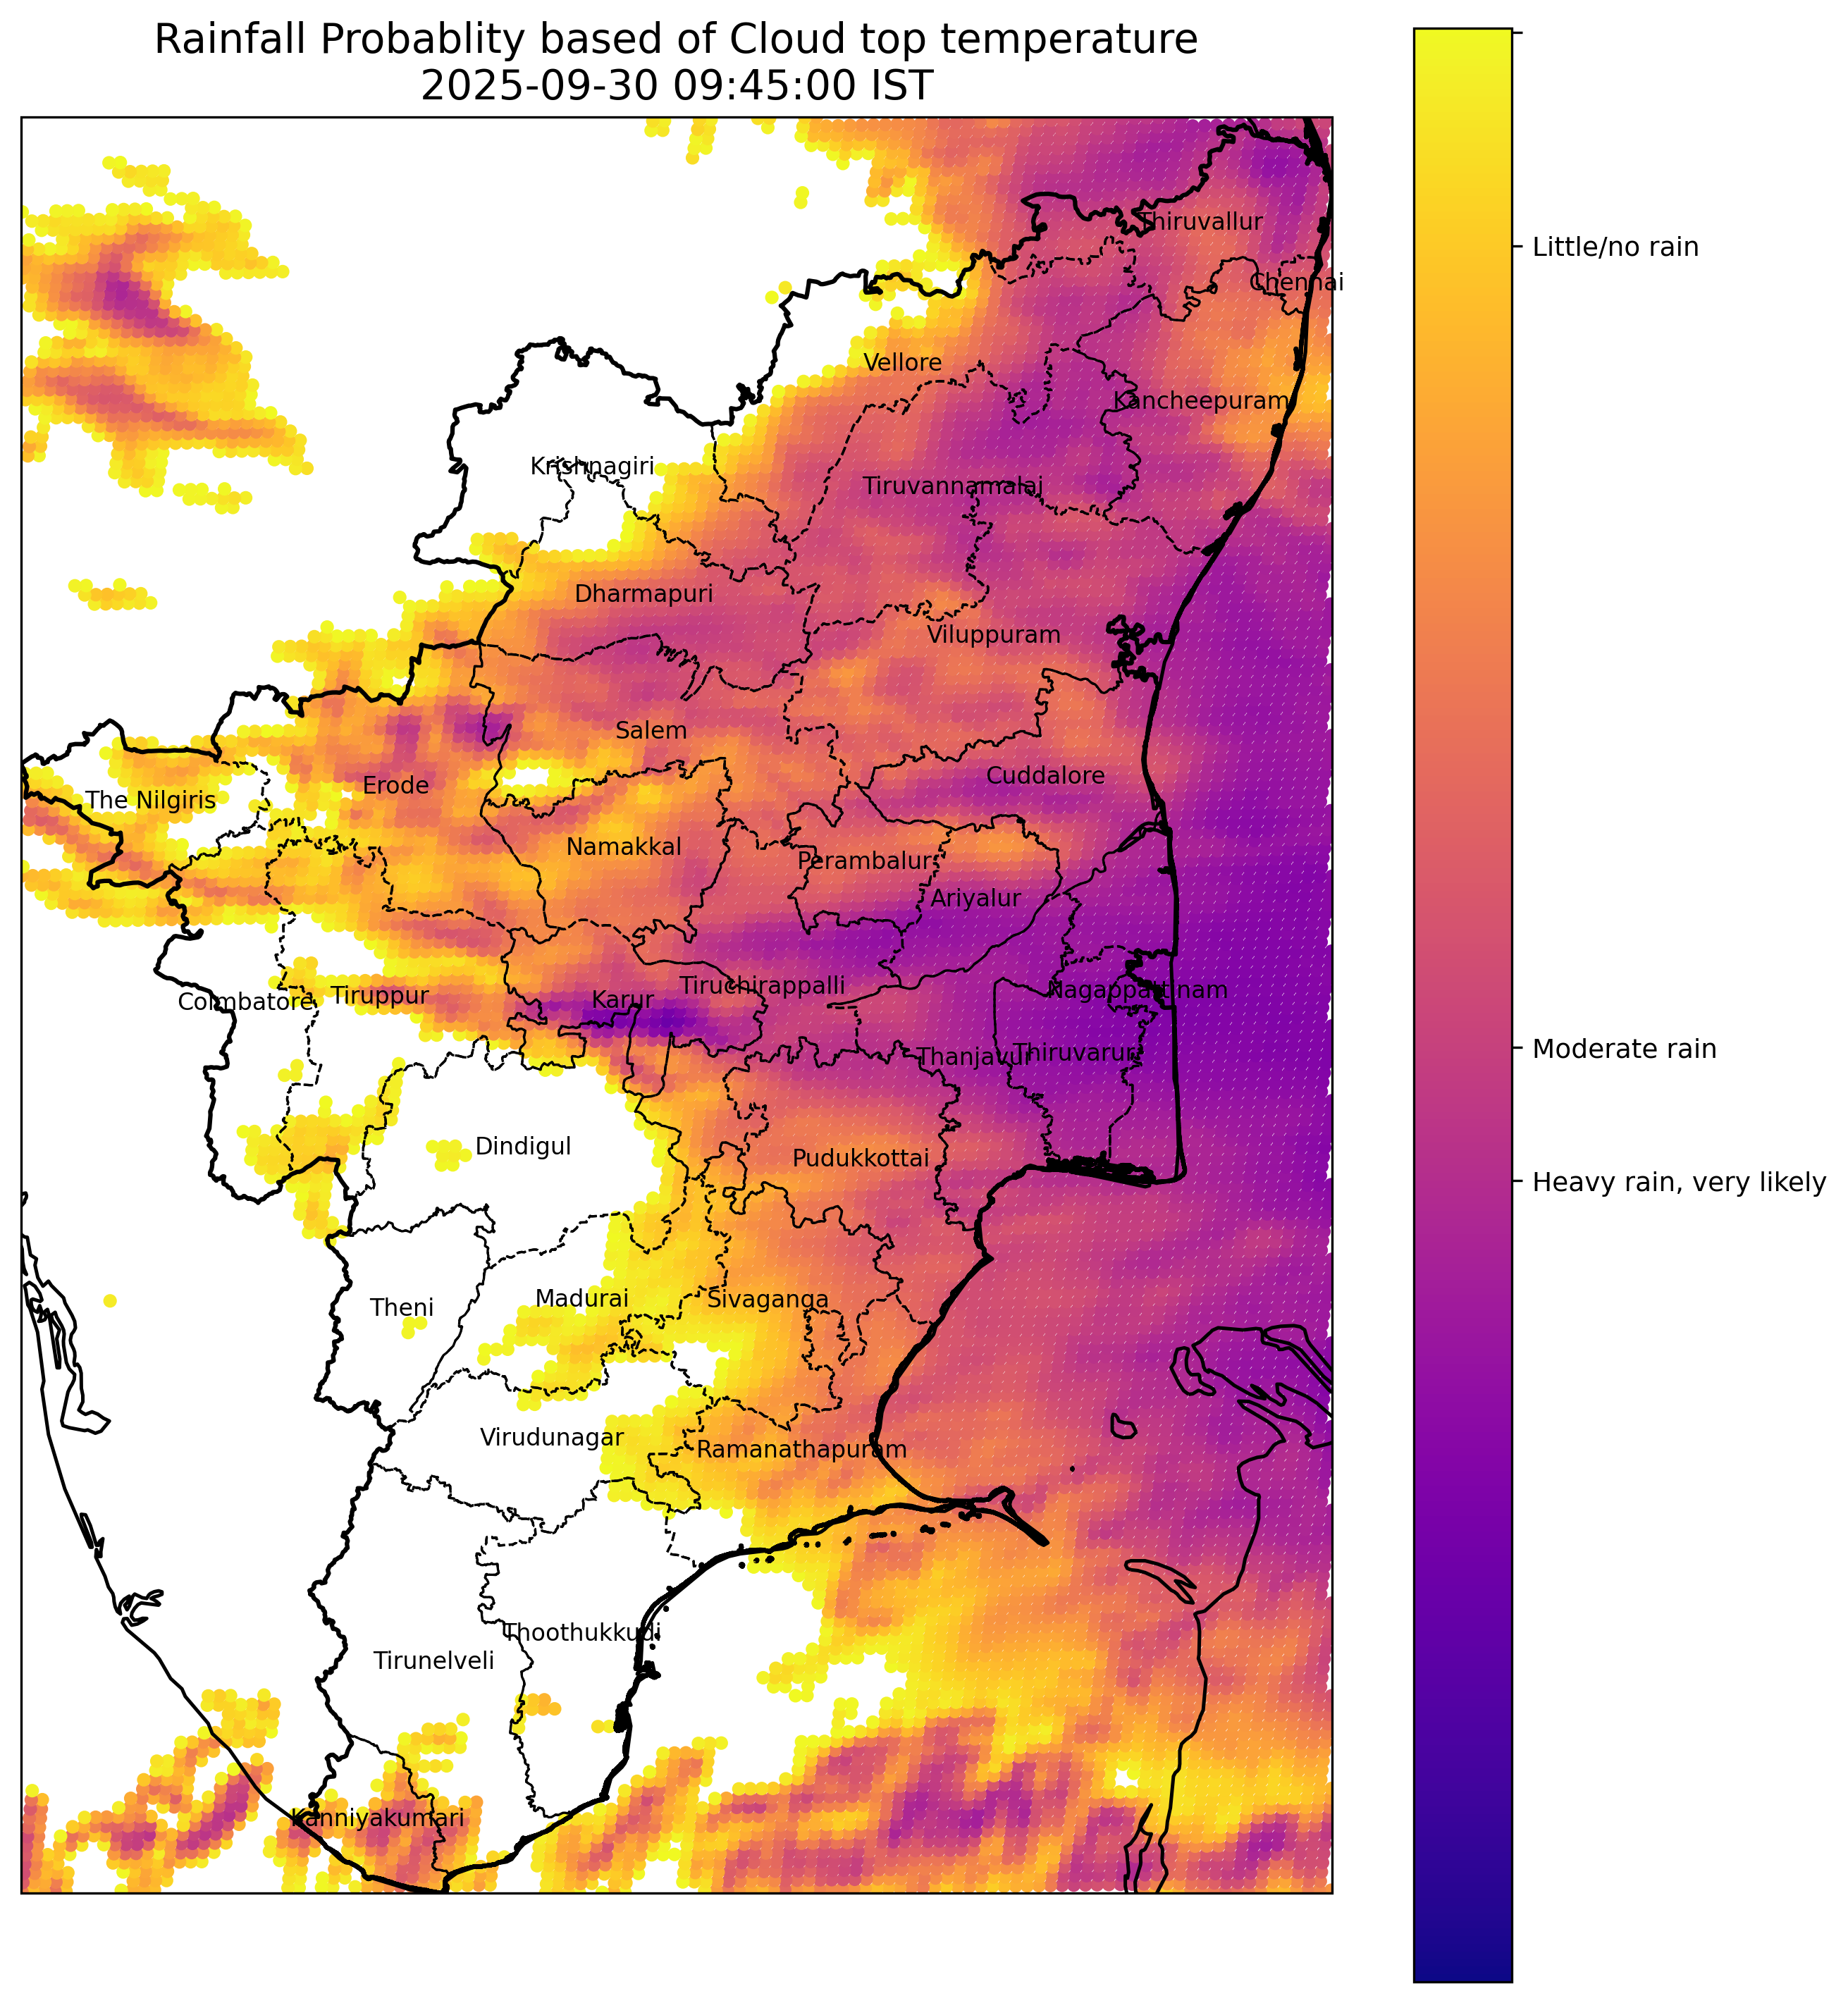 Rainfall Probablity based of Cloud top temperature
2025-09-30 09:45:00 IST
Thiruvallur
Little/no rain
Chennai
Vellore
Kancheepuram
Krishnagiri
Tiruvannamalaj
Dharmapuri
Viluppuram
Salem
Cuddalore
Erode
The Nilgiris
Namakkal
Perambalur
Ariyalur
Tiruchirappalli
Nagappattinam
Tiruppur
Karur
Coimbatore
Moderate rain
Thanjavur
Thiruvarur
Dindigul
Pudukkottai
Heavy rain, very likely
Madurai
Sivaganga
Theni
Virudunagar
Ramanathapuram
Thoothukkudi
Tirunelveli
Kanniyakumari